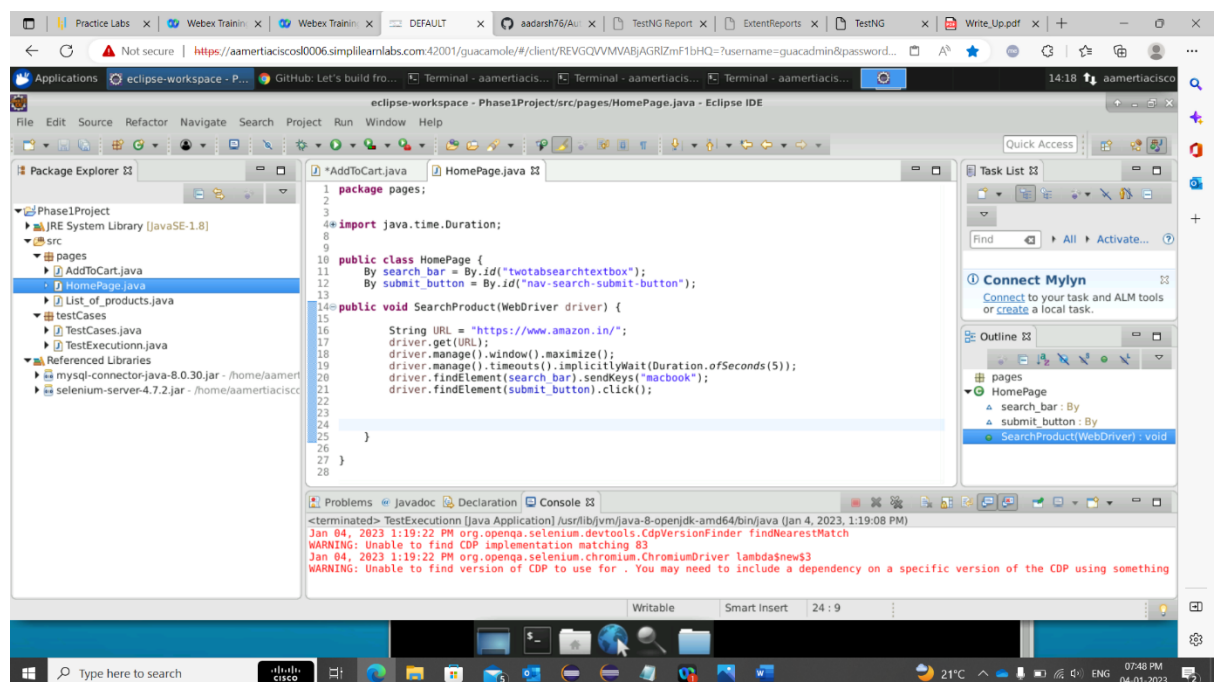 Practice Labs
Webex Training
Webex Training
DEFAULT
aadarsh76/Aut
TestNG Report
ExtentReports
TestNG
Write_Up.pdf
Not secure | https://aamertiaciscosl0006.simplilearnlabs.com:42001/guacamole/#/client/REVGQVVMVABjAGRlZmF1bHQ=?username=guacadmin&password...
Applications
eclipse-workspace - P...
GitHub: Let's build fro...
Terminal - aamertiacis...
Terminal - aamertiacis...
Terminal - aamertiacis...
14:18
aamertiacisco
eclipse-workspace - Phase1Project/src/pages/HomePage.java - Eclipse IDE
File Edit Source Refactor Navigate Search Project Run Window Help
Quick Access
Package Explorer
Phase1Project
JRE System Library [JavaSE-1.8]
src
pages
AddToCart.java
HomePage.java
List_of_products.java
testCases
TestCases.java
TestExecutionn.java
Referenced Libraries
mysql-connector-java-8.0.30.jar - /home/aamert
selenium-server-4.7.2.jar - /home/aamertiacisco
*AddToCart.java
HomePage.java
1 package pages;
2
3
4 import java.time.Duration;
8
9
10 public class HomePage {
11 By search_bar = By.id("twotabsearchtextbox");
12 By submit_button = By.id("nav-search-submit-button");
13
14 public void SearchProduct(WebDriver driver) {
15
16 String URL = "https://www.amazon.in/";
17 driver.get(URL);
18 driver.manage().window().maximize();
19 driver.manage().timeouts().implicitlyWait(Duration.ofSeconds(5));
20 driver.findElement(search_bar).sendKeys("macbook");
21 driver.findElement(submit_button).click();
22
23
24
25 }
26
27 }
28
Task List
Find
All
Activate...
Connect Mylyn
Connect to your task and ALM tools
or create a local task.
Outline
pages
HomePage
search_bar : By
submit_button : By
SearchProduct(WebDriver) : void
Problems
Javadoc
Declaration
Console
<terminated> TestExecutionn [Java Application] /usr/lib/jvm/java-8-openjdk-amd64/bin/java (Jan 4, 2023, 1:19:08 PM)
Jan 04, 2023 1:19:22 PM org.openqa.selenium.devtools.CdpVersionFinder findNearestMatch
WARNING: Unable to find CDP implementation matching 83
Jan 04, 2023 1:19:22 PM org.openqa.selenium.chromium.ChromiumDriver lambda$new$3
WARNING: Unable to find version of CDP to use for . You may need to include a dependency on a specific version of the CDP using something
Writable
Smart Insert
24 : 9
Type here to search
CISCO
21°C
ENG
07:48 PM
04-01-2023